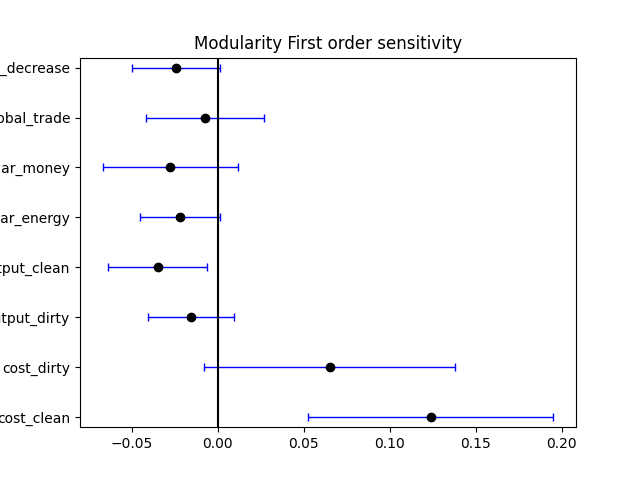 Modularity First order sensitivity
_decrease
obal_trade
ar_money
ar_energy
tput_clean
tput_dirty
cost_dirty
cost_clean
−0.05 0.00 0.05 0.10 0.15 0.20